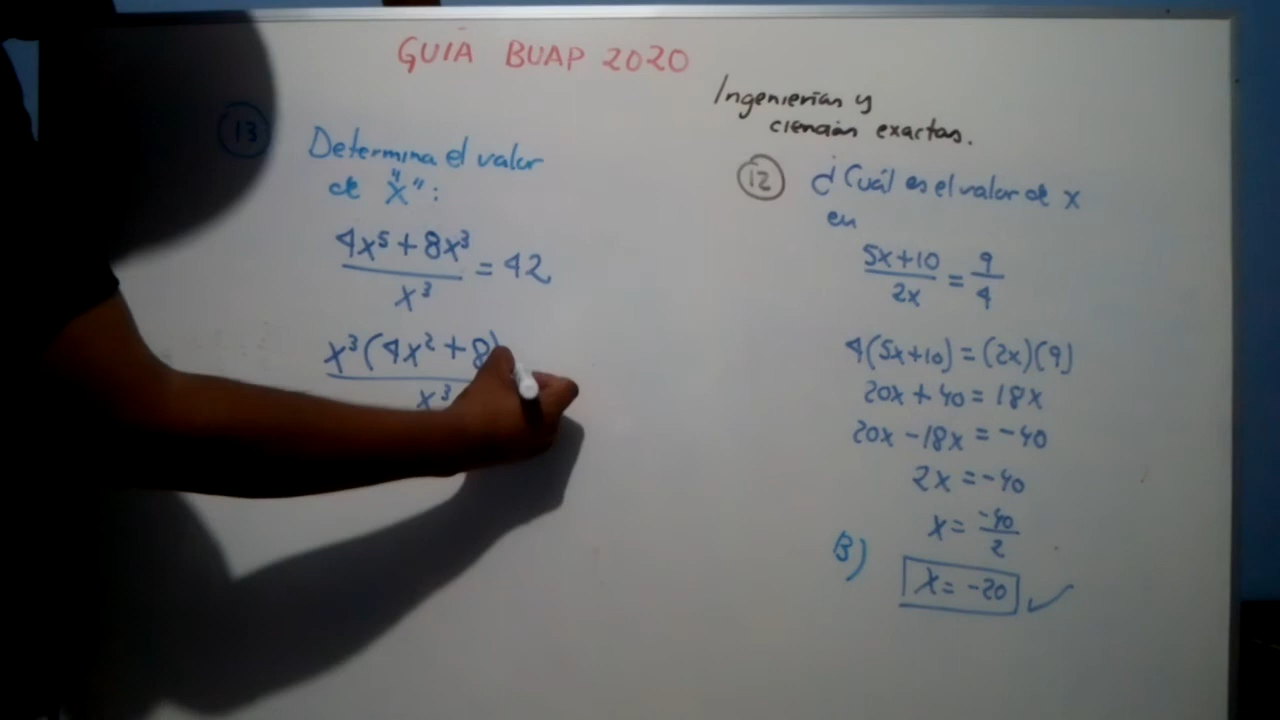 GUIA BUAP 2020
Ingenierías y
ciencias exactas.
13 Determina el valor
de "X":
4x⁵ + 8x³
= 42
x³
x³(4x² + 8)
x³
12 ¿Cuál es el valor de x
en
5x+10 = 9
2x 4
4(5x+10) = (2x)(9)
20x + 40 = 18x
20x - 18x = -40
2x = -40
x = -40
2
B) x = -20 ✓